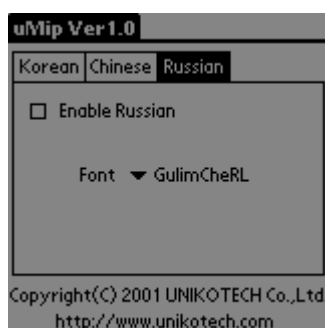 uMip Ver1.0
Korean Chinese Russian
Enable Russian
Font GulimCheRL
Copyright(C) 2001 UNIKOTECH Co.,Ltd
http://www.unikotech.com